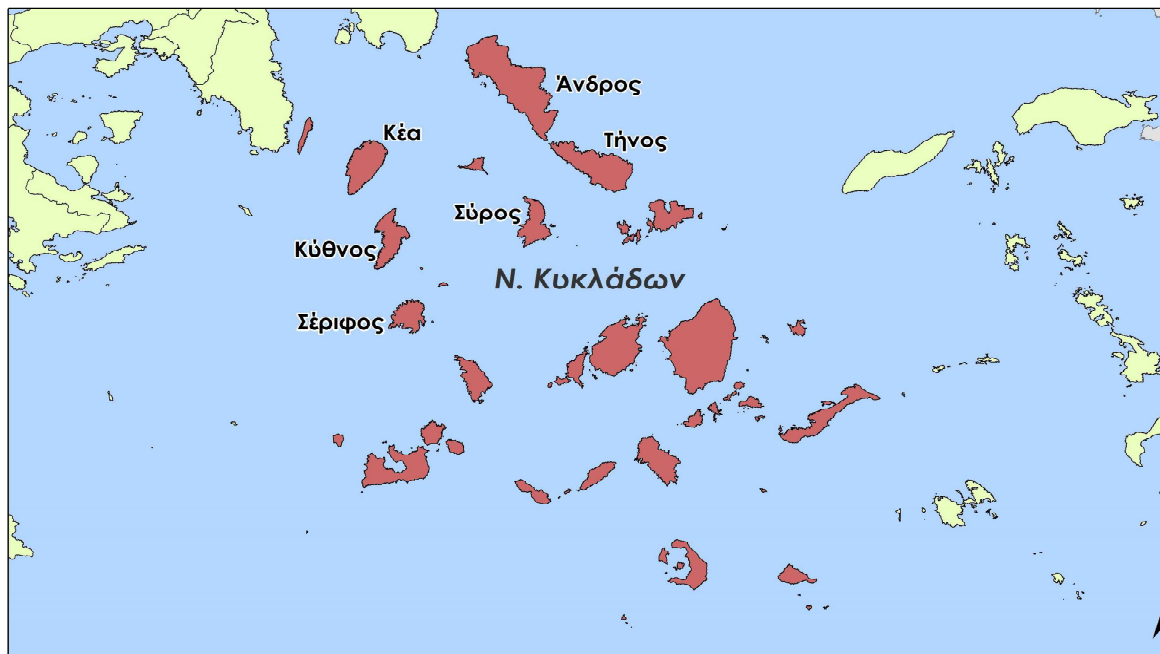 Άνδρος
Κέα
Τήνος
Σύρος
Κύθνος
Ν. Κυκλάδων
Σέριφος